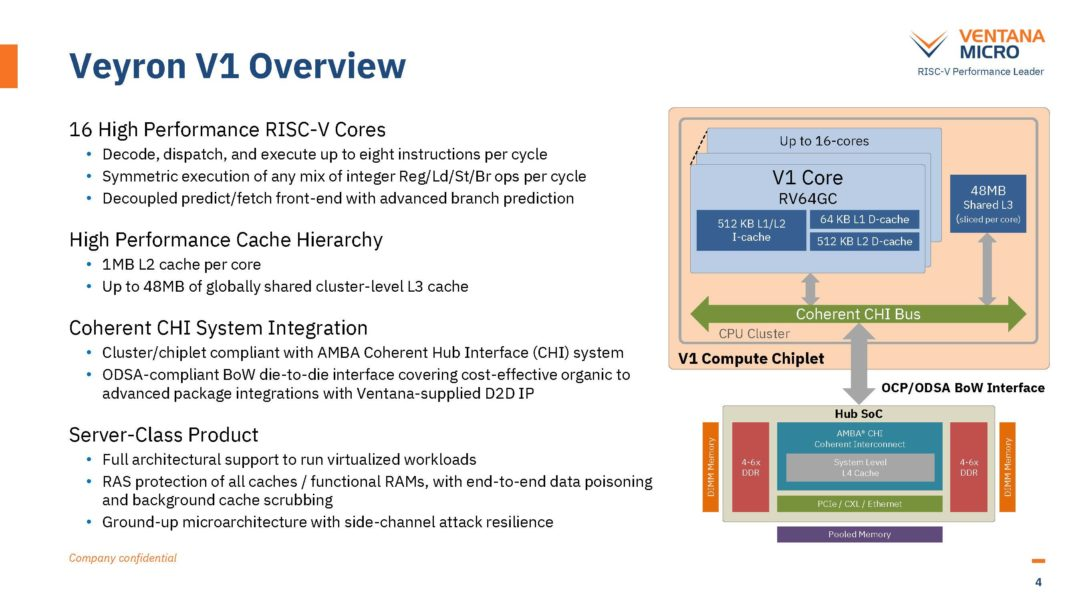 VENTANA
MICRO
RISC-V Performance Leader
Veyron V1 Overview
16 High Performance RISC-V Cores
• Decode, dispatch, and execute up to eight instructions per cycle
• Symmetric execution of any mix of integer Reg/Ld/St/Br ops per cycle
• Decoupled predict/fetch front-end with advanced branch prediction
High Performance Cache Hierarchy
• 1MB L2 cache per core
• Up to 48MB of globally shared cluster-level L3 cache
Coherent CHI System Integration
• Cluster/chiplet compliant with AMBA Coherent Hub Interface (CHI) system
• ODSA-compliant BoW die-to-die interface covering cost-effective organic to
advanced package integrations with Ventana-supplied D2D IP
Server-Class Product
• Full architectural support to run virtualized workloads
• RAS protection of all caches / functional RAMs, with end-to-end data poisoning
and background cache scrubbing
• Ground-up microarchitecture with side-channel attack resilience
Up to 16-cores
V1 Core
RV64GC
512 KB L1/L2
I-cache
64 KB L1 D-cache
512 KB L2 D-cache
48MB
Shared L3
(sliced per core)
Coherent CHI Bus
CPU Cluster
V1 Compute Chiplet
OCP/ODSA BoW Interface
Hub SoC
DIMM Memory
4-6x
DDR
AMBA® CHI
Coherent Interconnect
System Level
L4 Cache
PCIe / CXL / Ethernet
4-6x
DDR
DIMM Memory
Pooled Memory
Company confidential
4